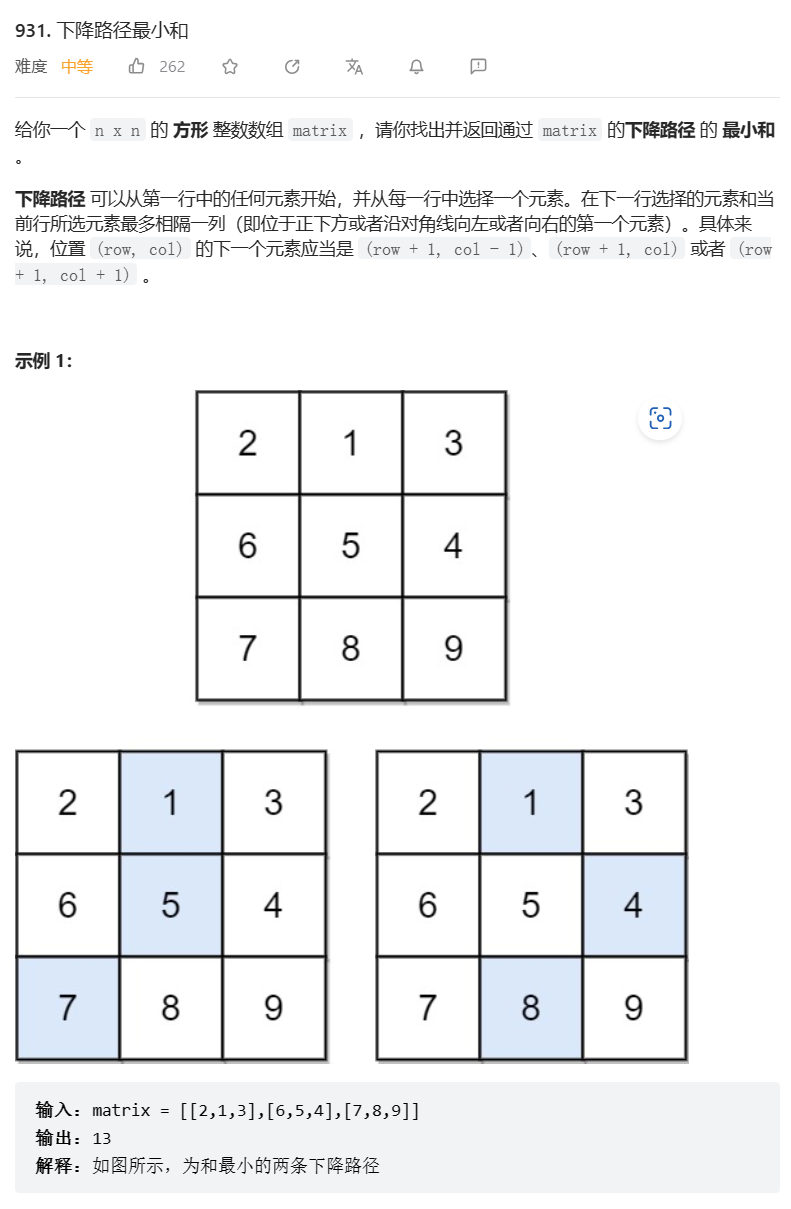 931. 下降路径最小和
难度 中等 262
给你一个 n x n 的 方形 整数数组 matrix ，请你找出并返回通过 matrix 的下降路径 的 最小和
。
下降路径 可以从第一行中的任何元素开始，并从每一行中选择一个元素。在下一行选择的元素和当
前行所选元素最多相隔一列（即位于正下方或者沿对角线向左或者向右的第一个元素）。具体来
说，位置 (row, col) 的下一个元素应当是 (row + 1, col - 1)、(row + 1, col) 或者 (row
+ 1, col + 1) 。
示例 1：
2 1 3
6 5 4
7 8 9
2 1 3
6 5 4
7 8 9
2 1 3
6 5 4
7 8 9
输入：matrix = [[2,1,3],[6,5,4],[7,8,9]]
输出：13
解释：如图所示，为和最小的两条下降路径